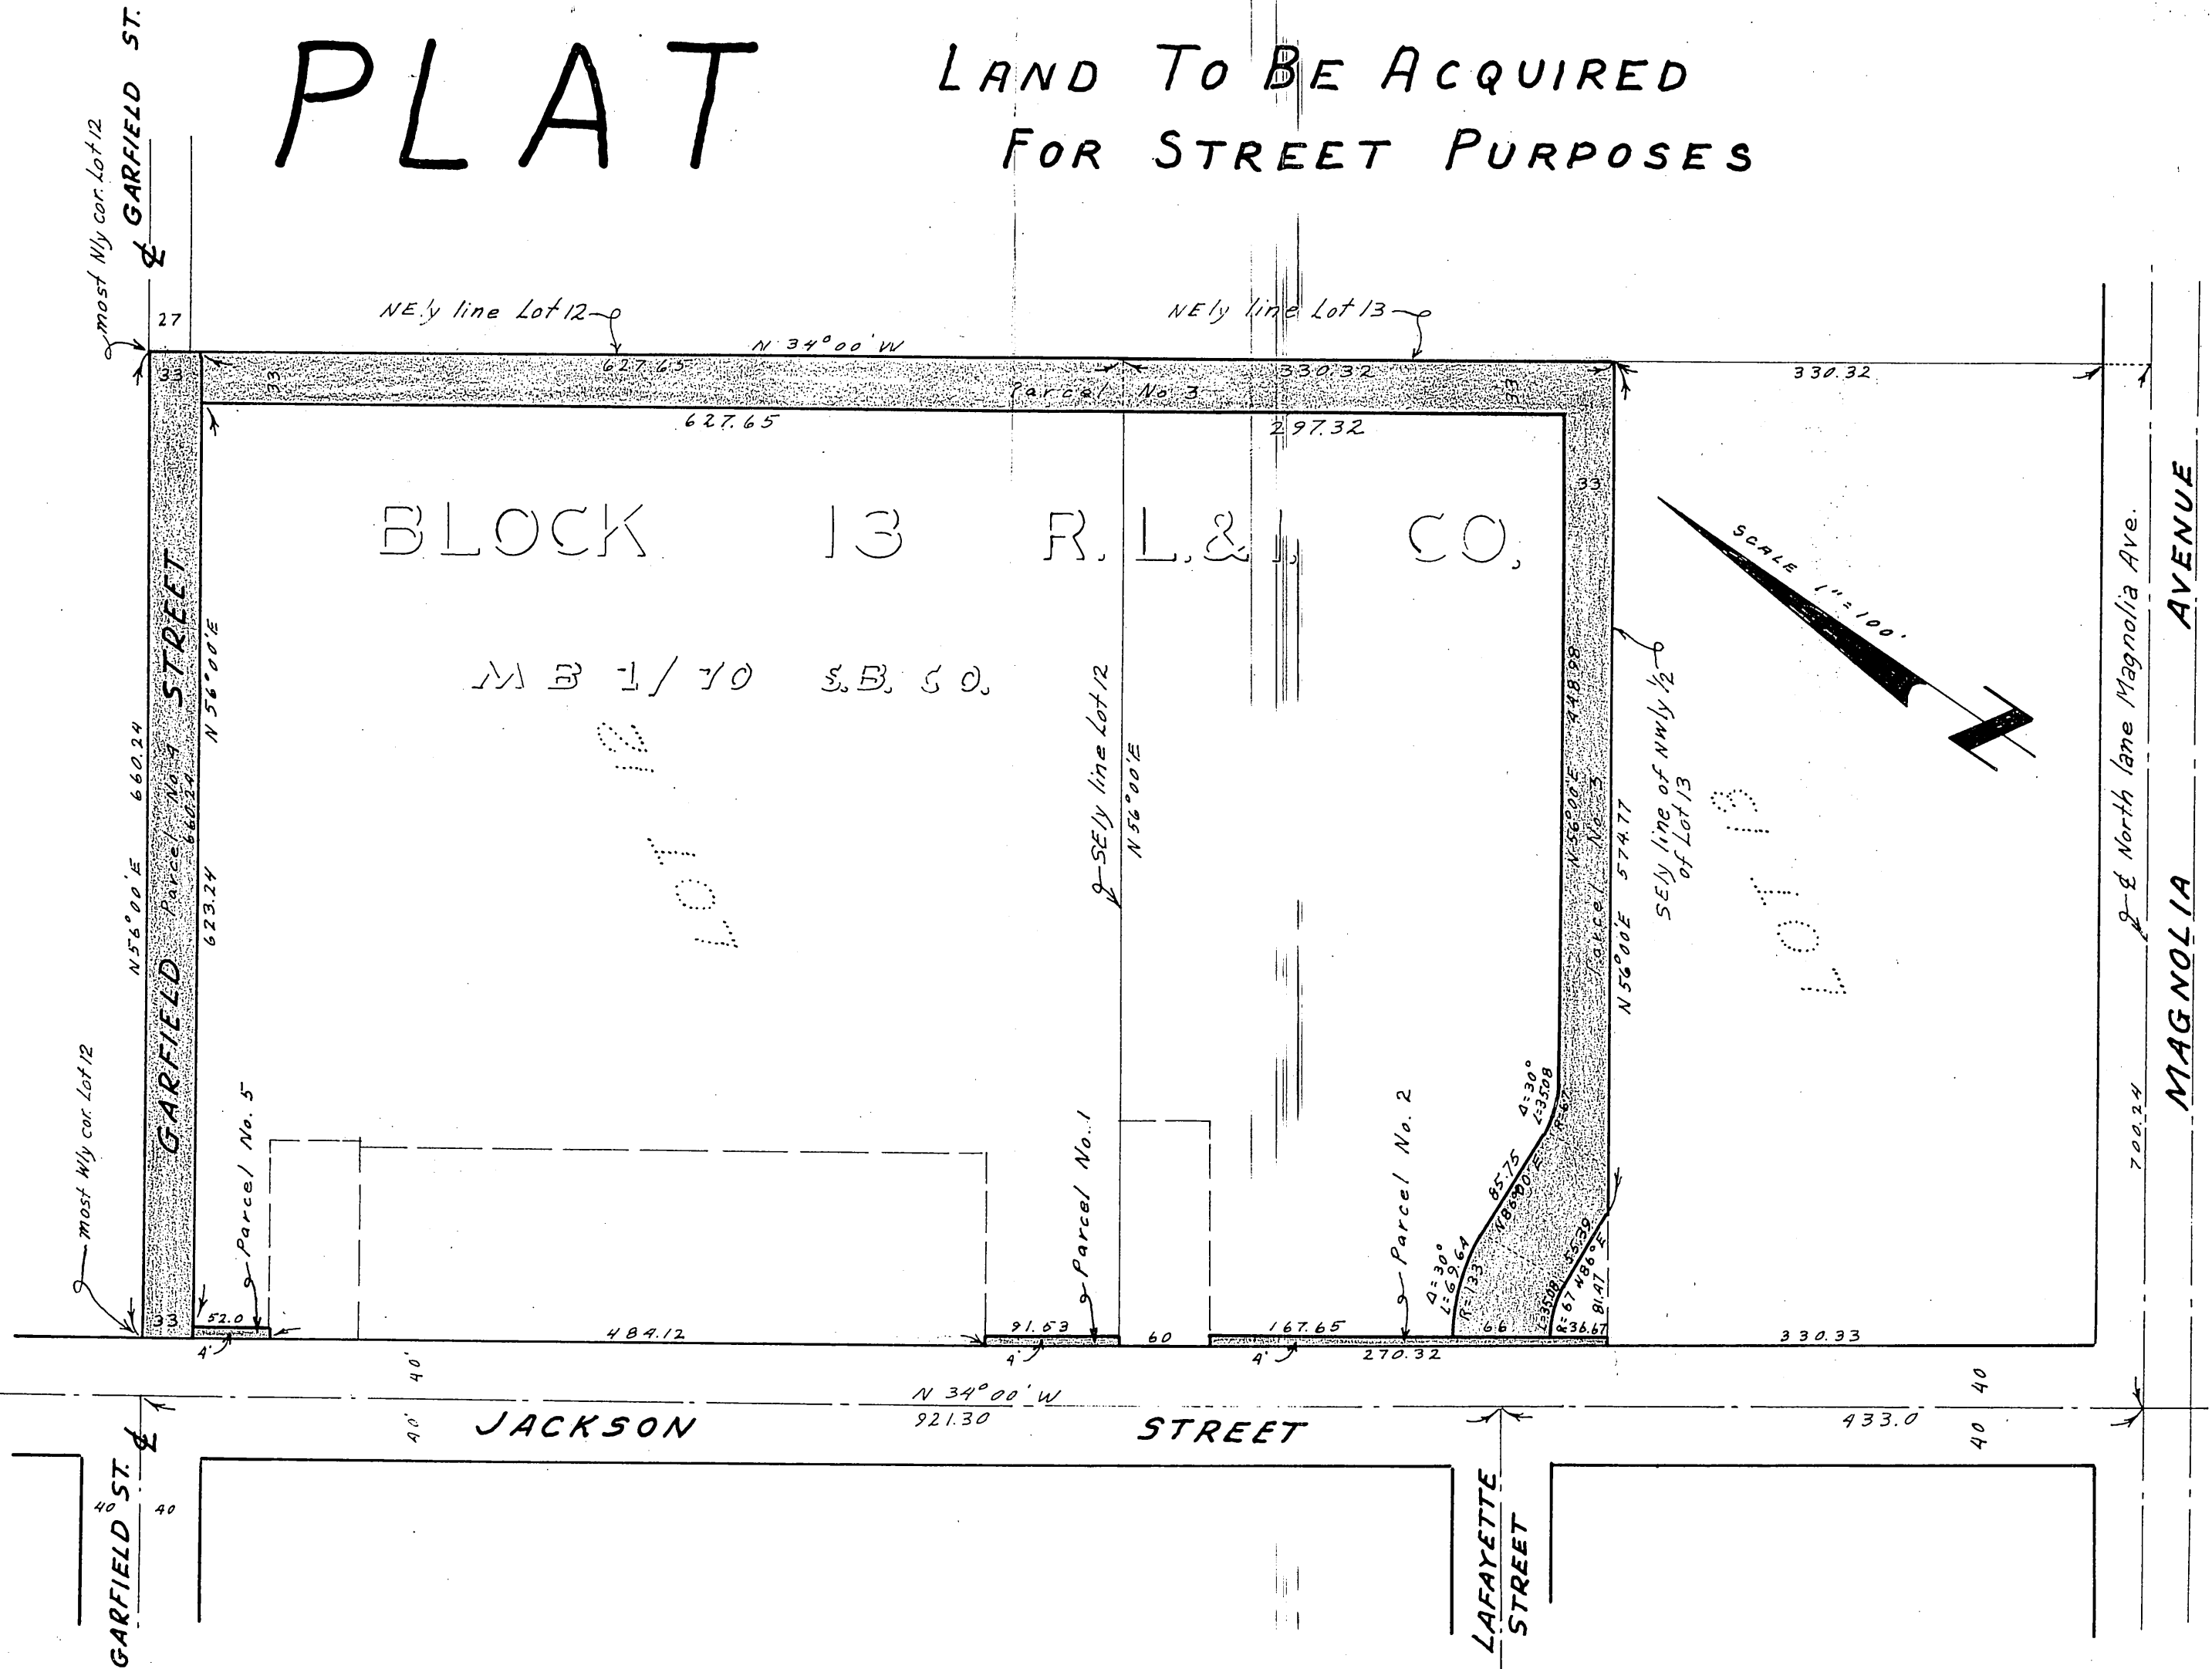 PLAT
LAND TO BE ACQUIRED
FOR STREET PURPOSES
most N'ly cor. Lot 12
℄ GARFIELD ST.
27
NE'ly line Lot 12
NE'ly line Lot 13
N 34°00' W
33
33
627.65
330.32
330.32
Parcel No 3
33
627.65
297.32
33
BLOCK 13 R. L. & I. CO.
MB 1/70 S.B. CO.
LOT 12
LOT 13
SCALE 1" = 100'
GARFIELD STREET
Parcel No 4
660.24
N 56°00' E 660.24
N 56°00' E
623.24
SE'ly line Lot 12
N 56°00' E
N 56°00' E 448.98
Parcel No. 3
N 56°00' E 574.77
SE'ly line of NW'ly 1/2
of Lot 13
℄ North lane Magnolia Ave.
MAGNOLIA AVENUE
700.24
most W'ly cor. Lot 12
Parcel No. 5
Parcel No. 1
Parcel No. 2
Δ=30°
L=35.08
R=67
85.75
N 86°00' E
Δ=30°
L=69.64
R=133
55.39
N 86° E
L=35.08
R=67
81.47
33
52.0
4'
484.12
91.53
4'
60
167.65
4'
270.32
66
36.67
330.33
40'
40'
N 34°00' W
921.30
433.0
40
40
JACKSON STREET
℄
GARFIELD ST.
40
40
LAFAYETTE
STREET